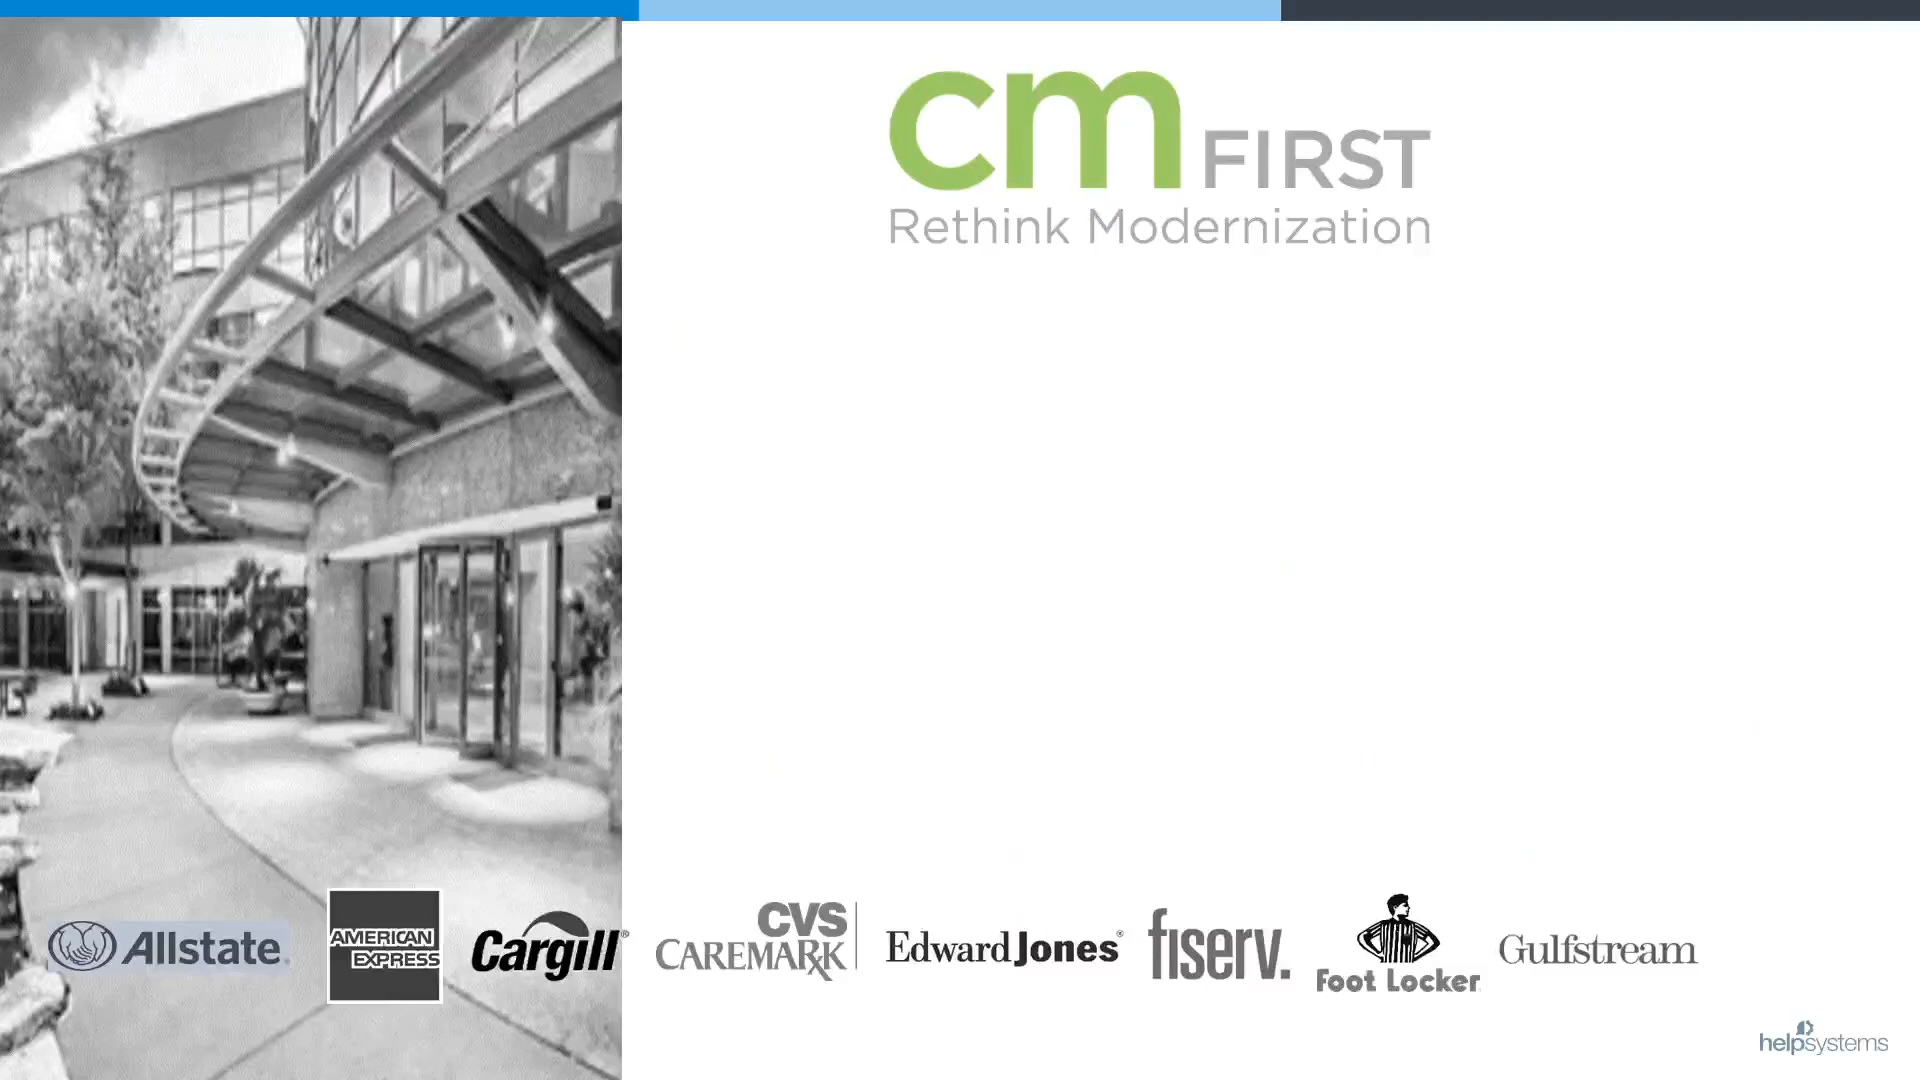 cm FIRST
Rethink Modernization
Allstate.
AMERICAN
EXPRESS
Cargill®
CVS
CAREMARK
Edward Jones®
fiserv.
Foot Locker
Gulfstream
helpsystems